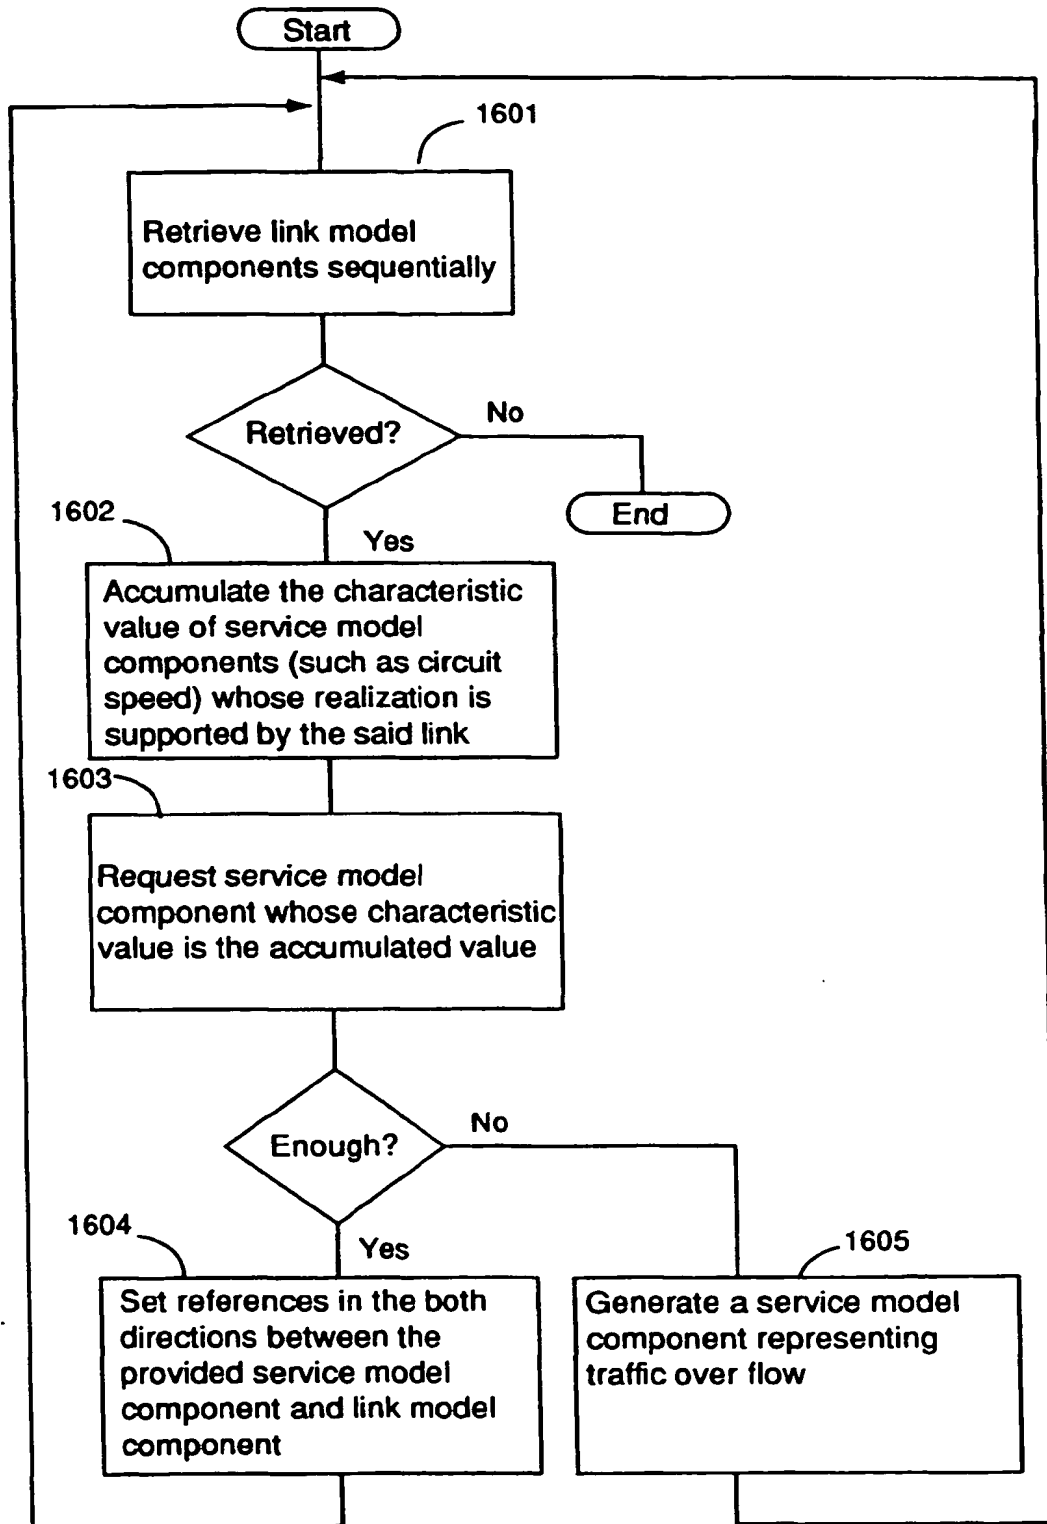 Start
1601
Retrieve link model
components sequentially
Retrieved?
No
End
1602
Yes
Accumulate the characteristic
value of service model
components (such as circuit
speed) whose realization is
supported by the said link
1603
Request service model
component whose characteristic
value is the accumulated value
Enough?
No
1604
Yes
1605
Set references in the both
directions between the
provided service model
component and link model
component
Generate a service model
component representing
traffic over flow